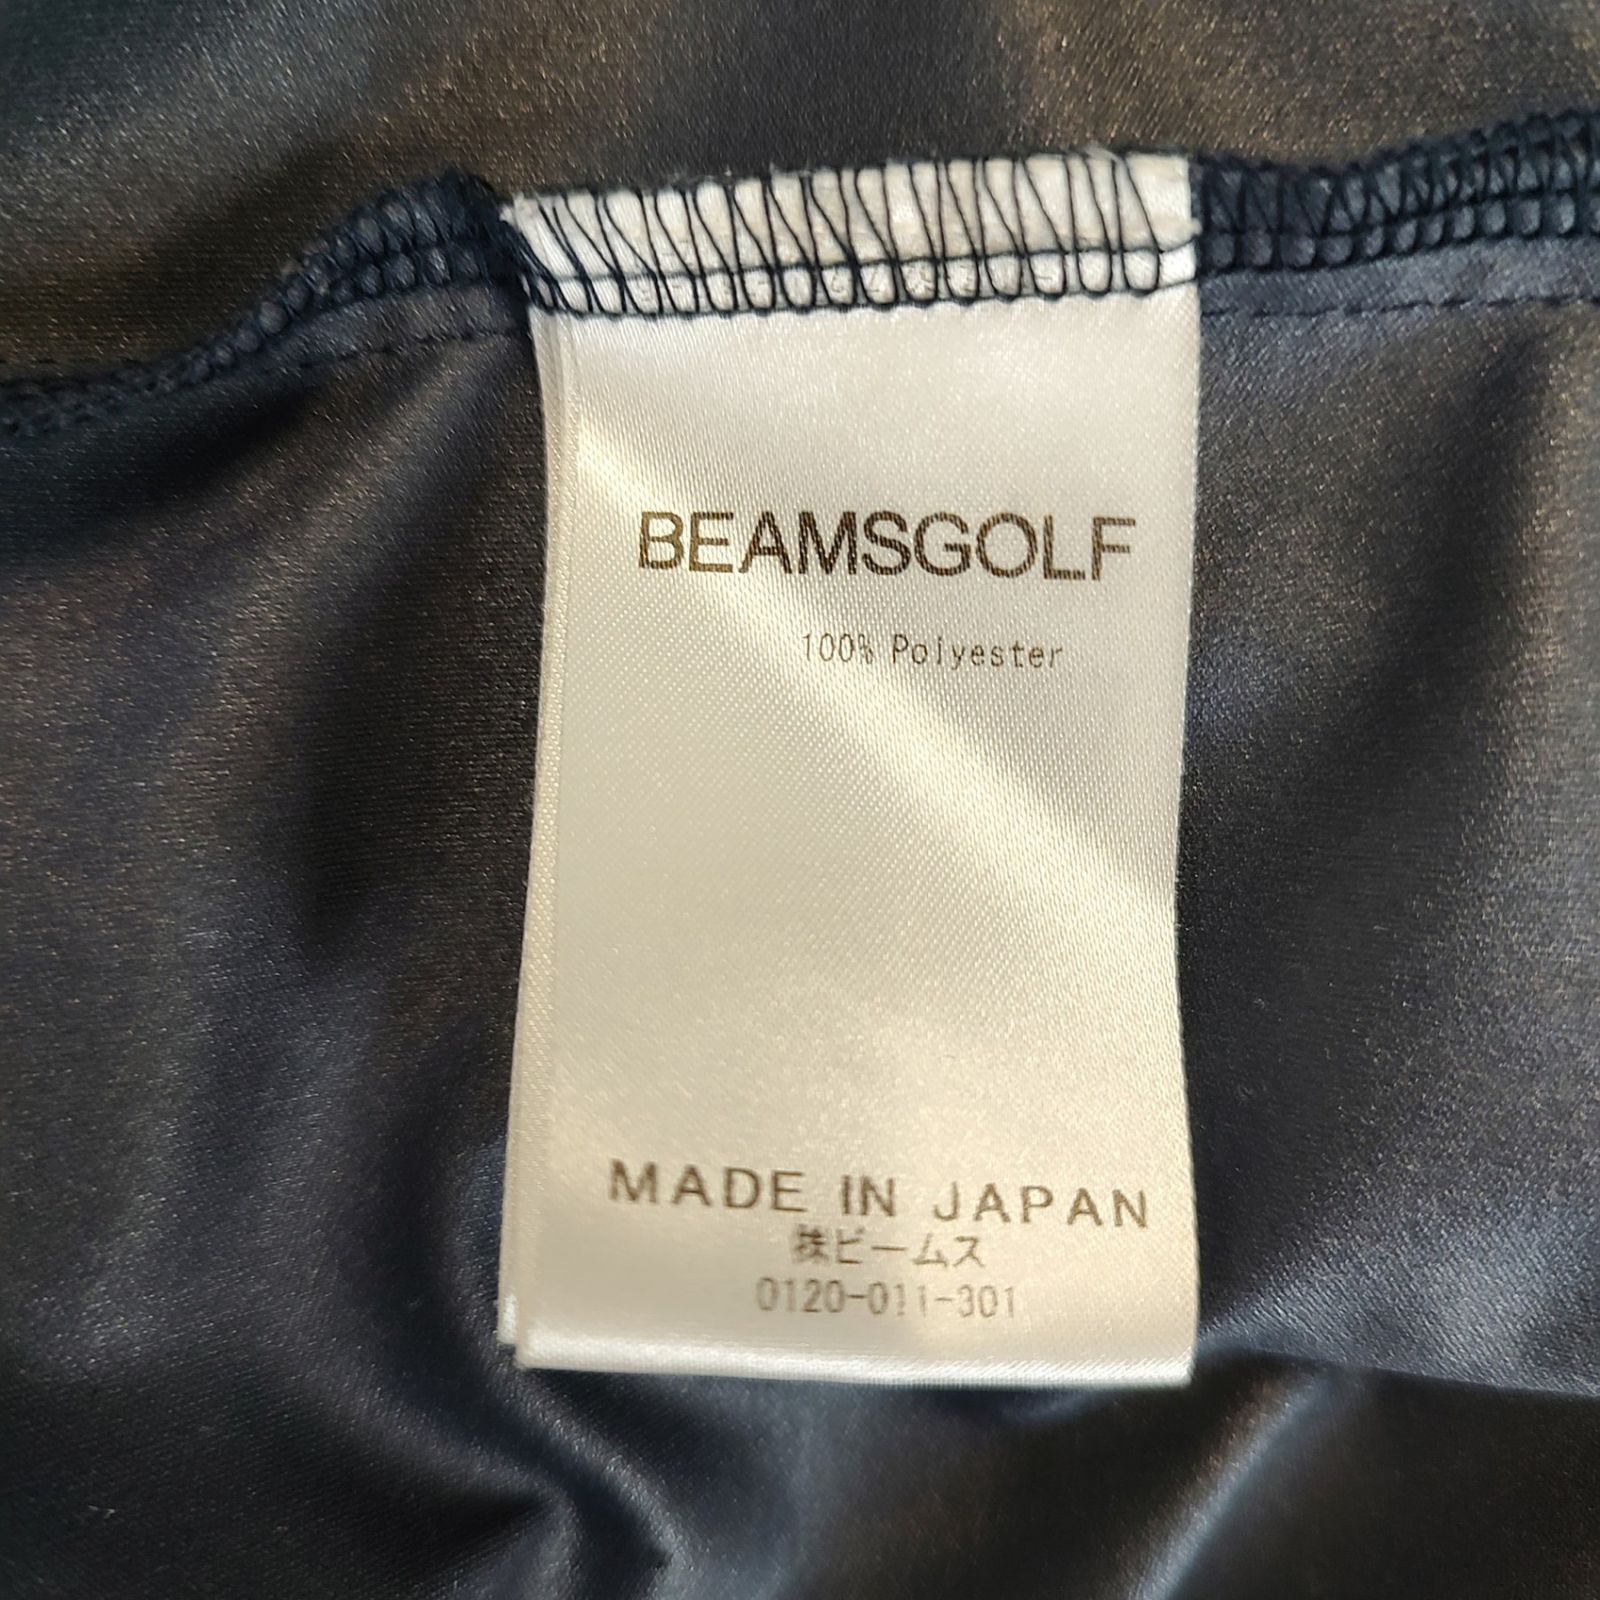 BEAMSGOLF
100% Polyester
MADE IN JAPAN
㈱ビームス
0120-011-301